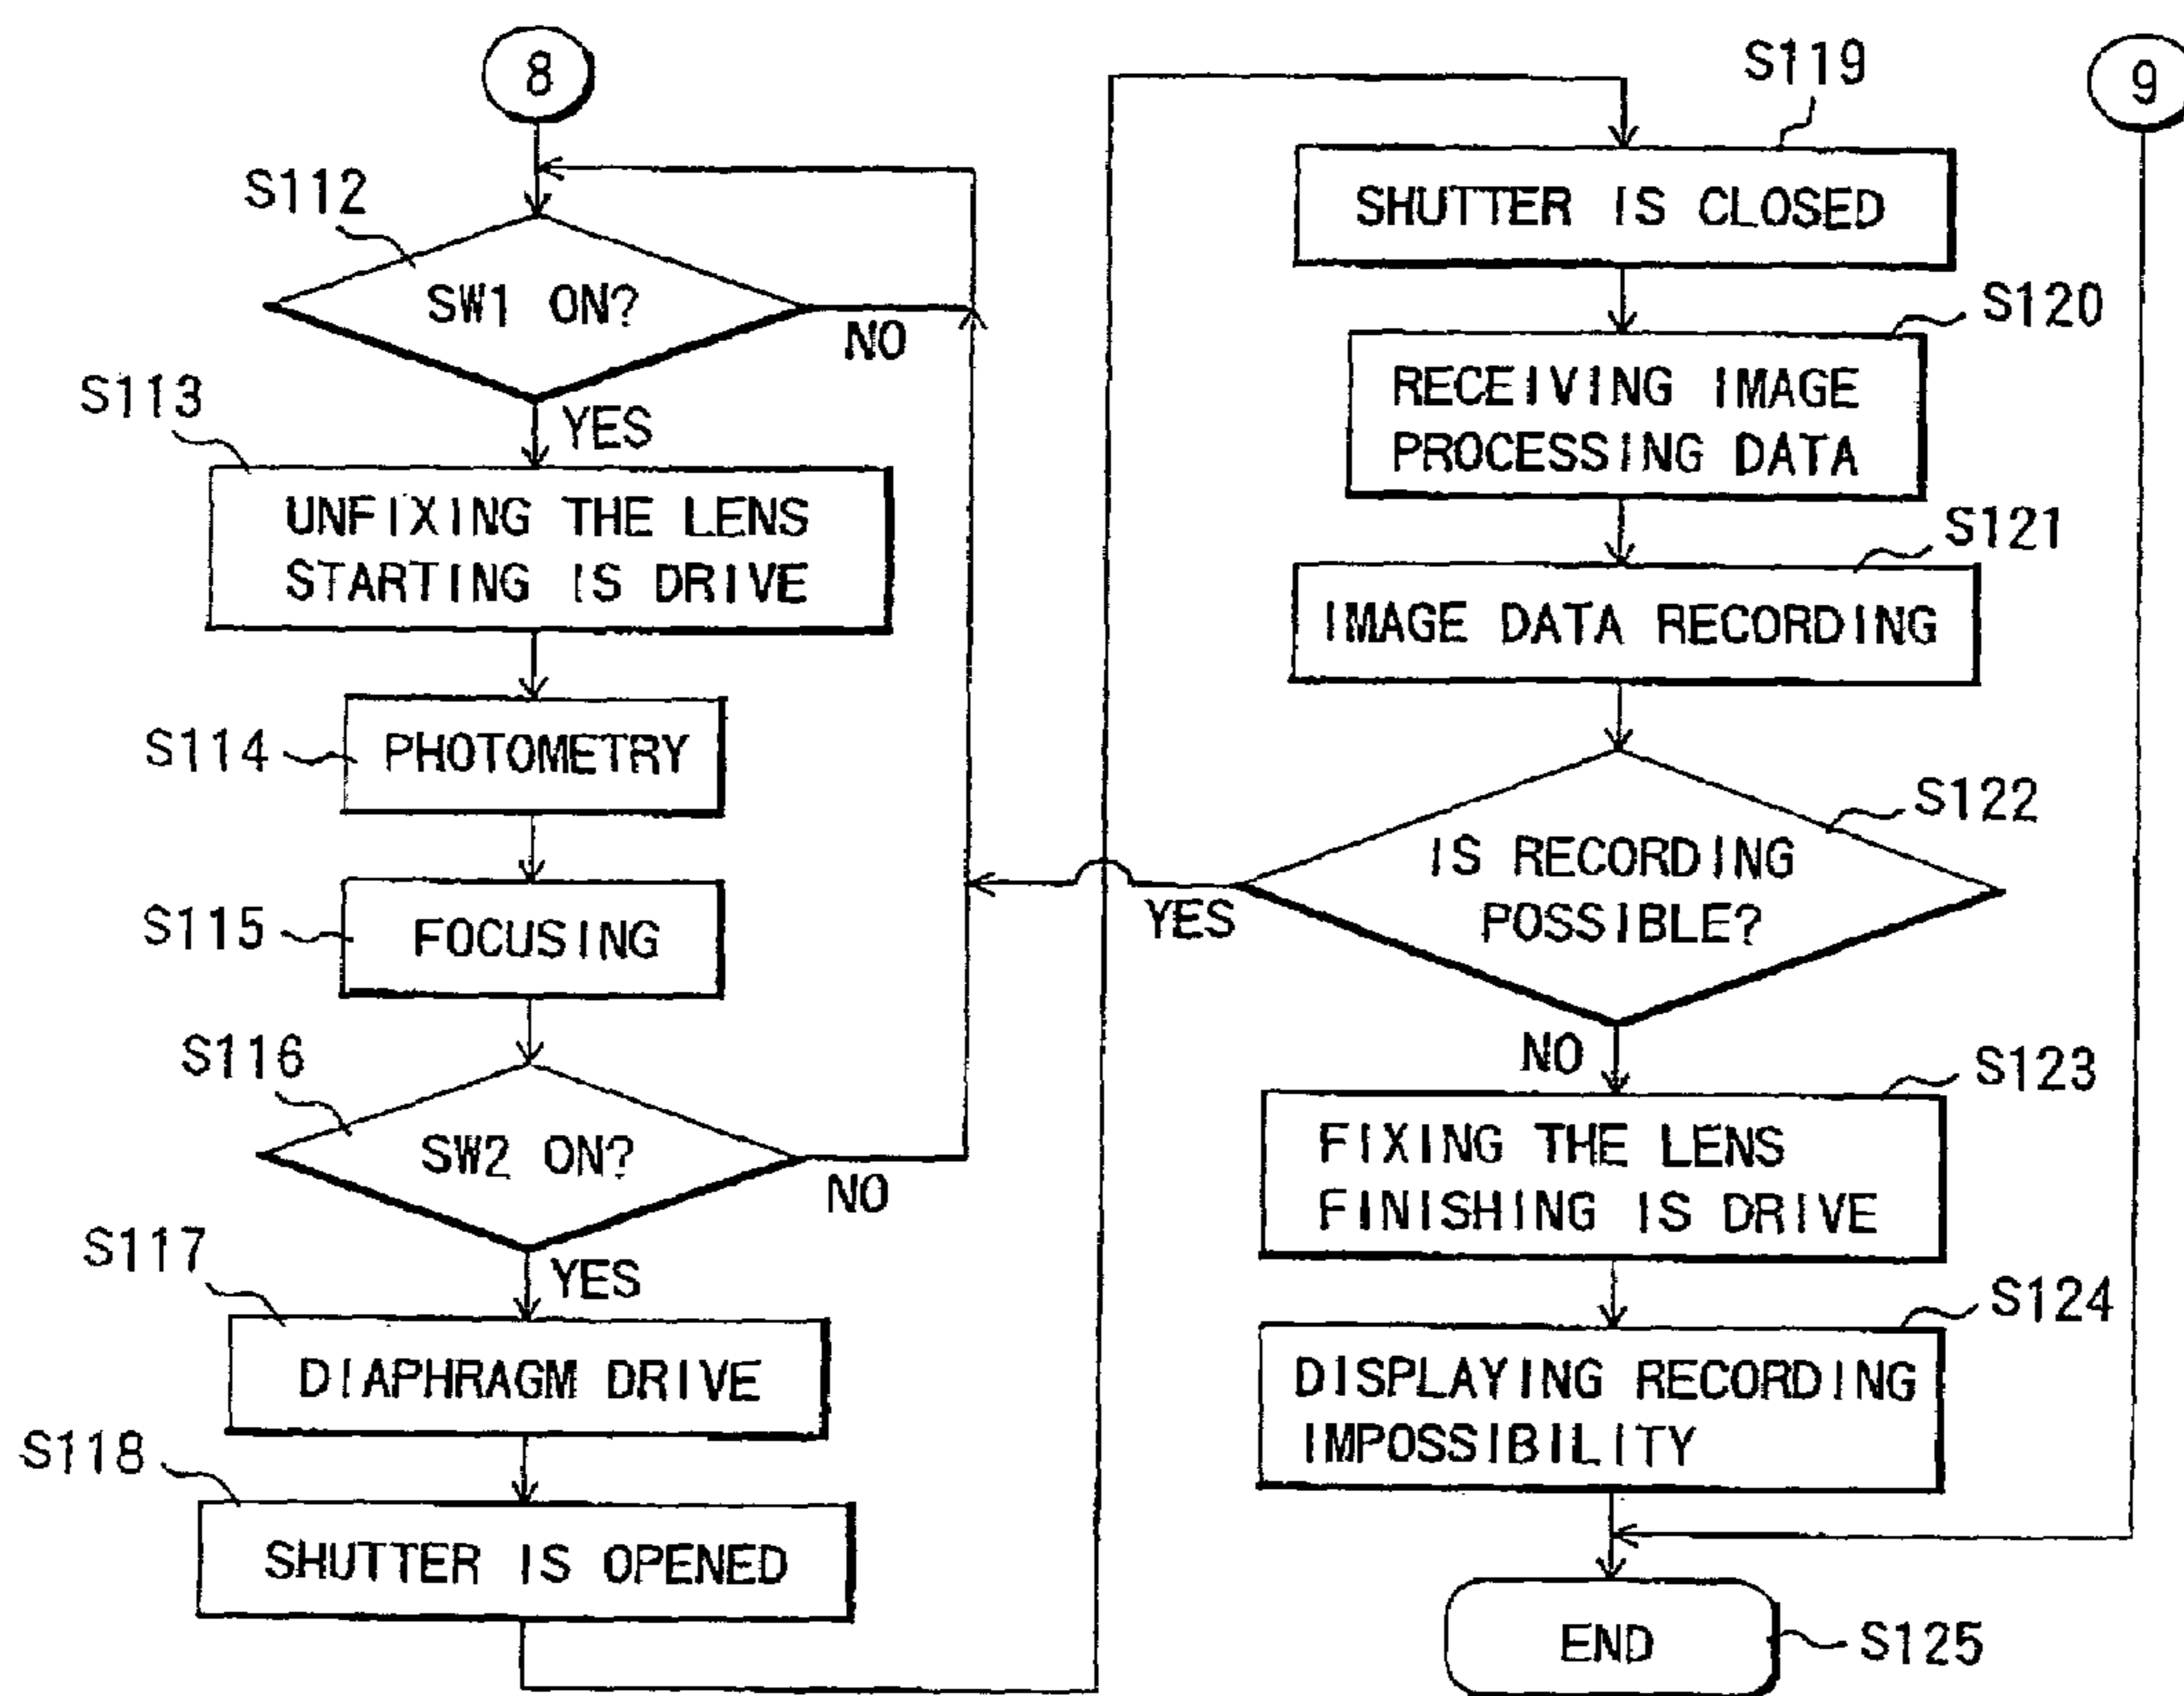 8
S112
SW1 ON?
NO
YES
S113
UNFIXING THE LENS
STARTING IS DRIVE
S114
PHOTOMETRY
S115
FOCUSING
S116
SW2 ON?
NO
YES
S117
DIAPHRAGM DRIVE
S118
SHUTTER IS OPENED
S119
SHUTTER IS CLOSED
S120
RECEIVING IMAGE
PROCESSING DATA
S121
IMAGE DATA RECORDING
S122
IS RECORDING
POSSIBLE?
YES
NO
S123
FIXING THE LENS
FINISHING IS DRIVE
S124
DISPLAYING RECORDING
IMPOSSIBILITY
END
S125
9